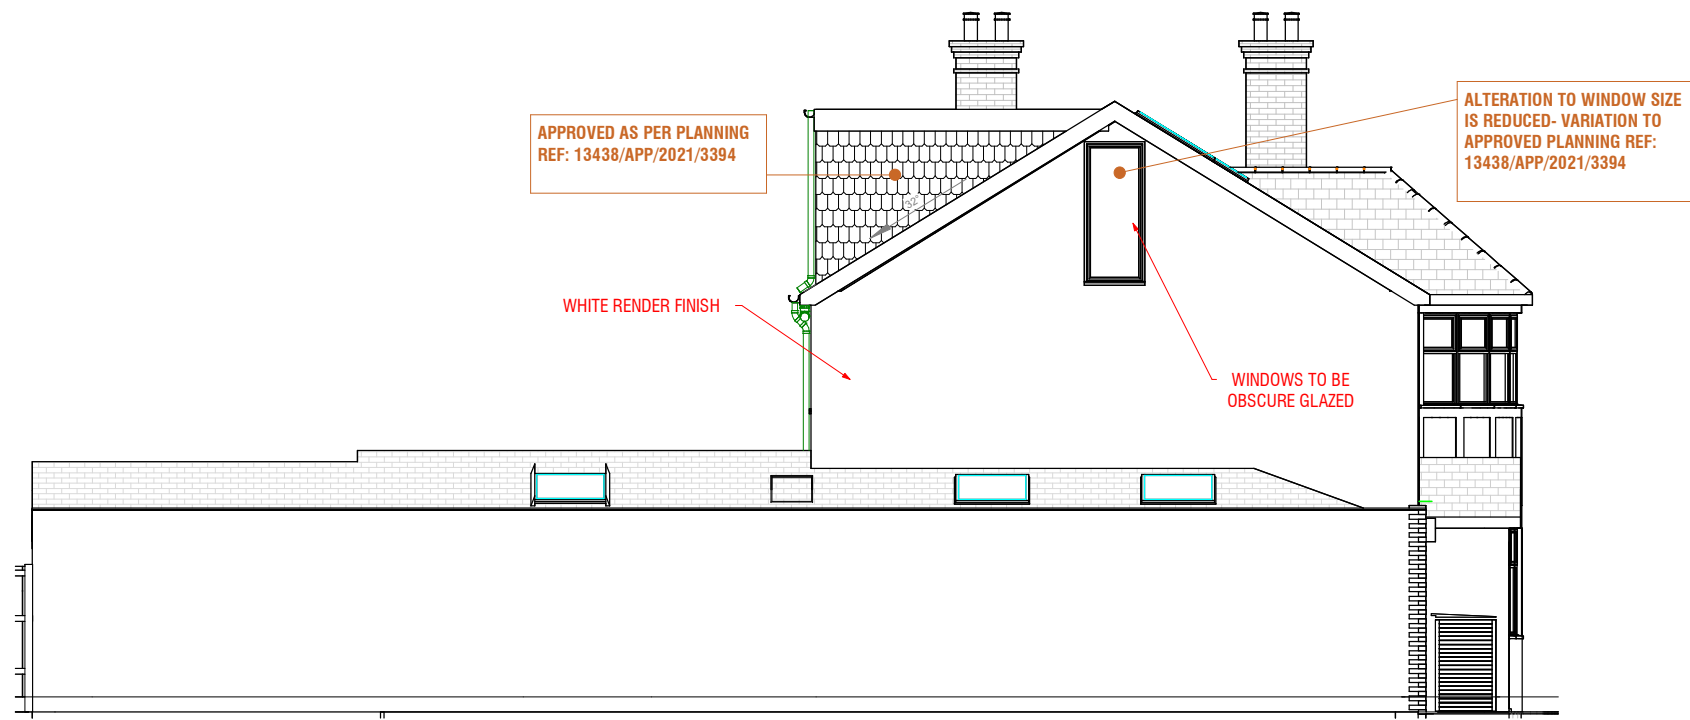 APPROVED AS PER PLANNING
REF: 13438/APP/2021/3394
ALTERATION TO WINDOW SIZE
IS REDUCED- VARIATION TO
APPROVED PLANNING REF:
13438/APP/2021/3394
32°
WHITE RENDER FINISH
WINDOWS TO BE
OBSCURE GLAZED